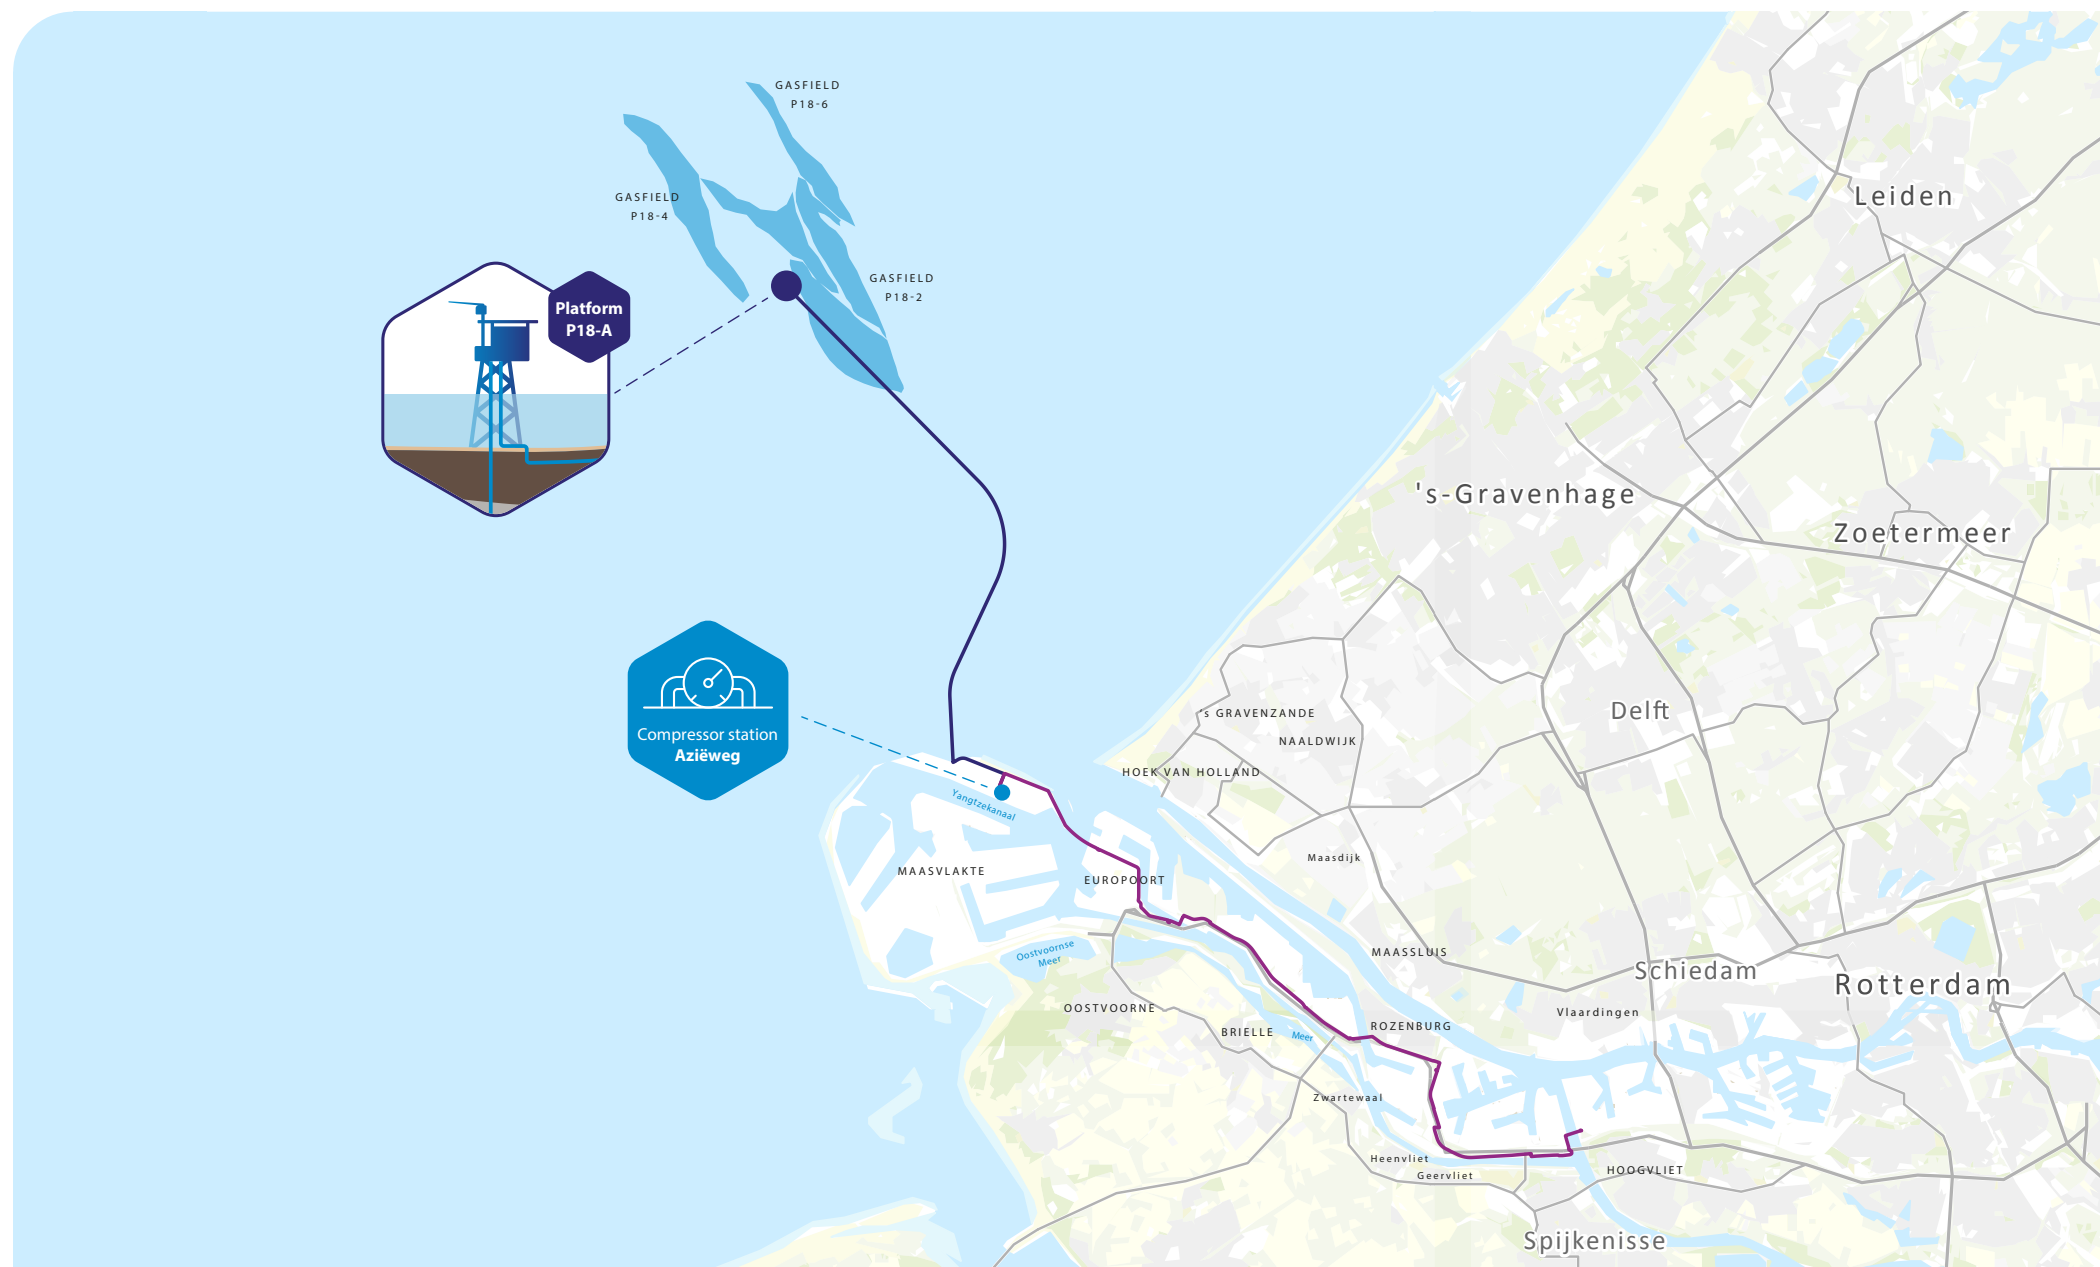 GASFIELD
P18-6
GASFIELD
P18-4
Leiden
GASFIELD
P18-2
Platform
P18-A
's-Gravenhage
Zoetermeer
Delft
's GRAVENZANDE
NAALDWIJK
Compressor station
Aziëweg
HOEK VAN HOLLAND
Yangtzekanaal
Maasdijk
MAASVLAKTE
EUROPOORT
Oostvoornse
Meer
MAASSLUIS
Schiedam
Rotterdam
OOSTVOORNE
Vlaardingen
BRIELLE
Meer
ROZENBURG
Zwartewaal
Heenvliet
Geervliet
HOOGVLIET
Spijkenisse